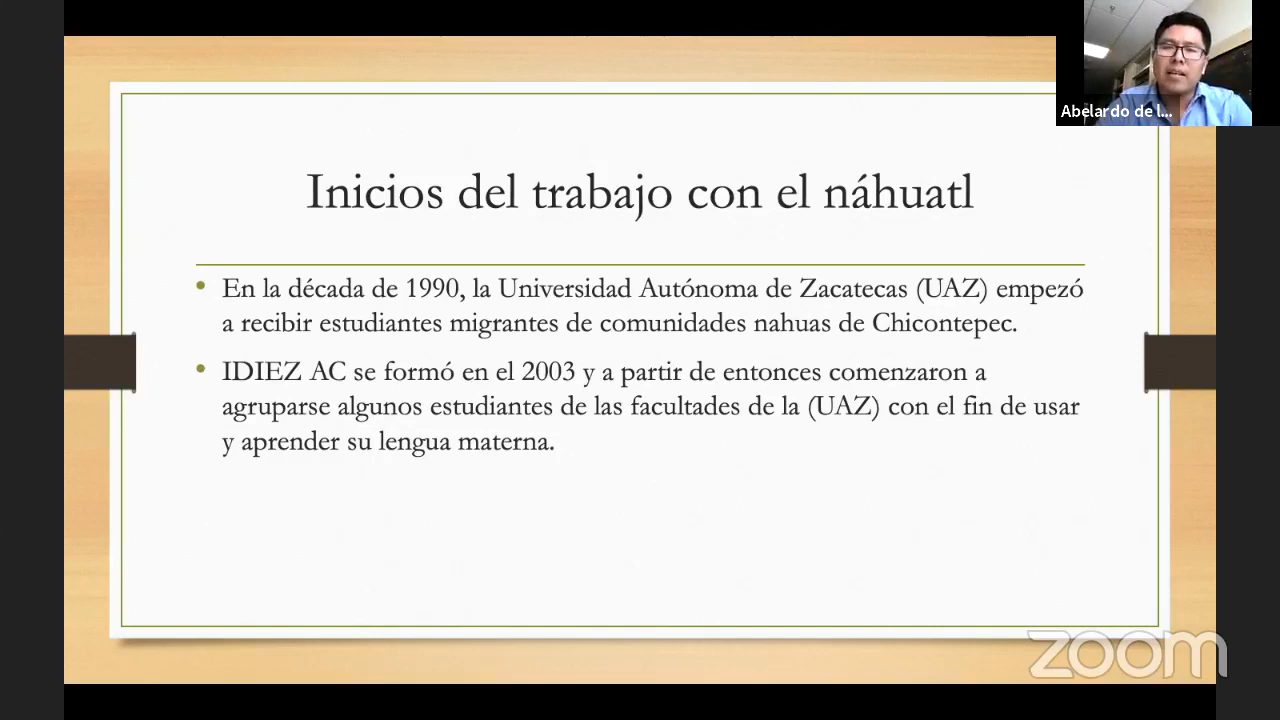 Abelardo de l...
Inicios del trabajo con el náhuatl
• En la década de 1990, la Universidad Autónoma de Zacatecas (UAZ) empezó
a recibir estudiantes migrantes de comunidades nahuas de Chicontepec.
• IDIEZ AC se formó en el 2003 y a partir de entonces comenzaron a
agruparse algunos estudiantes de las facultades de la (UAZ) con el fin de usar
y aprender su lengua materna.
zoom